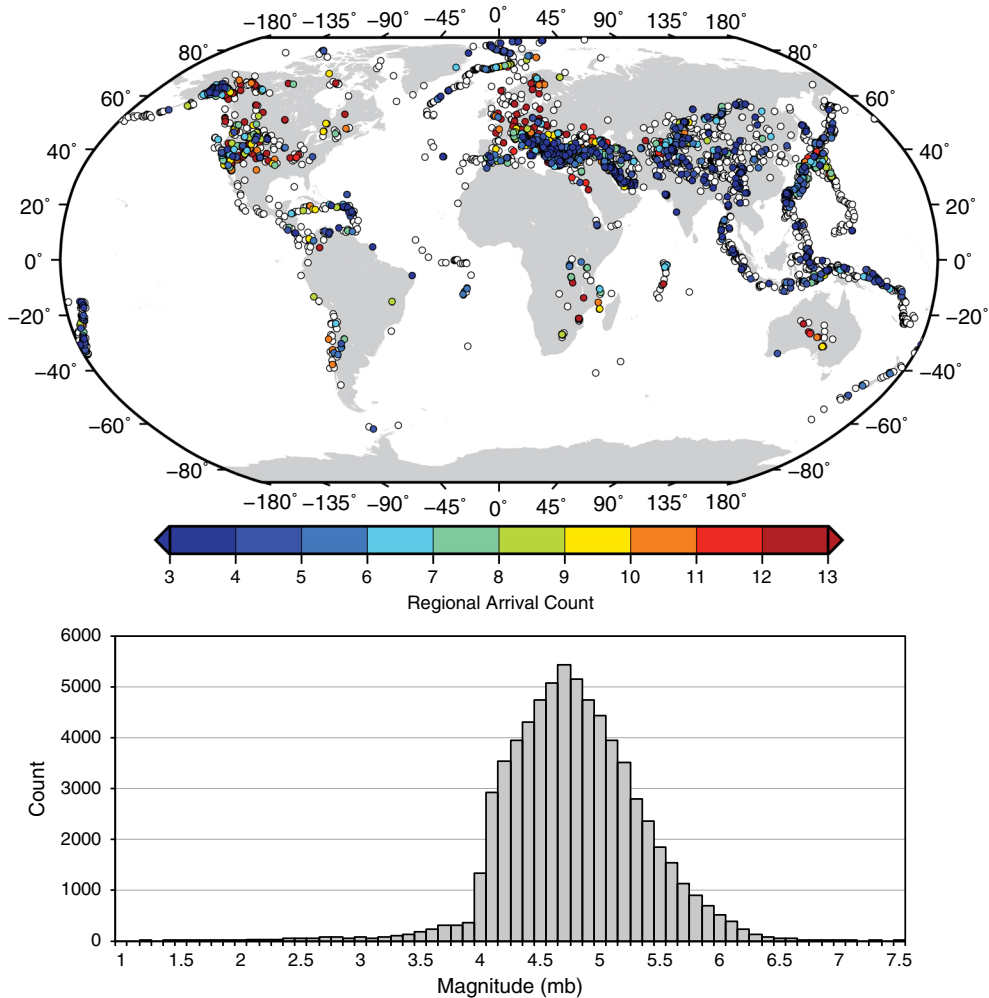 −180˚ −135˚ −90˚ −45˚ 0˚ 45˚ 90˚ 135˚ 180˚
80˚ 80˚
60˚ 60˚
40˚ 40˚
20˚ 20˚
0˚ 0˚
−20˚ −20˚
−40˚ −40˚
−60˚ −60˚
−80˚ −80˚
−180˚ −135˚ −90˚ −45˚ 0˚ 45˚ 90˚ 135˚ 180˚
3 4 5 6 7 8 9 10 11 12 13
Regional Arrival Count
6000
5000
4000
3000
2000
1000
0
Count
1 1.5 2 2.5 3 3.5 4 4.5 5 5.5 6 6.5 7 7.5
Magnitude (mb)